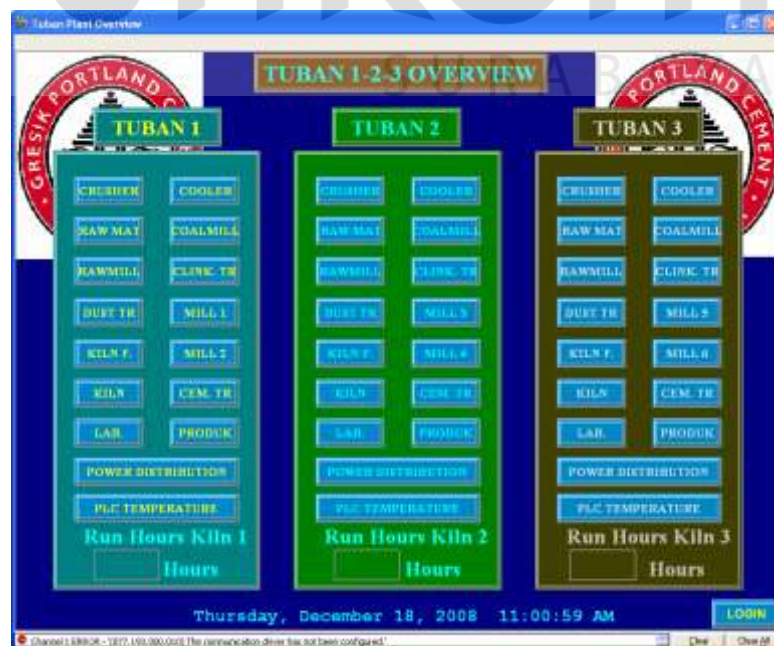 Tuban Plant Overview
SURABAYA
TUBAN 1-2-3 OVERVIEW
GRESIK PORTLAND CEMENT
GRESIK PORTLAND CEMENT
TUBAN 1
CRUSHER COOLER
RAW MAT COALMILL
RAWMILL CLINK. TR
DUST TR MILL 1
KILN F. MILL 2
KILN CEM. TR
LAB. PRODUK
POWER DISTRIBUTION
PLC TEMPERATURE
Run Hours Kiln 1
Hours
TUBAN 2
CRUSHER COOLER
RAW MAT COALMILL
RAWMILL CLINK. TR
DUST TR MILL 3
KILN F. MILL 4
KILN CEM. TR
LAB. PRODUK
POWER DISTRIBUTION
PLC TEMPERATURE
Run Hours Kiln 2
Hours
TUBAN 3
CRUSHER COOLER
RAW MAT COALMILL
RAWMILL CLINK. TR
DUST TR MILL 5
KILN F. MILL 6
KILN CEM. TR
LAB. PRODUK
POWER DISTRIBUTION
PLC TEMPERATURE
Run Hours Kiln 3
Hours
Thursday, December 18, 2008 11:00:59 AM
LOGIN
The communication driver has not been configured.'
Clear Clear All